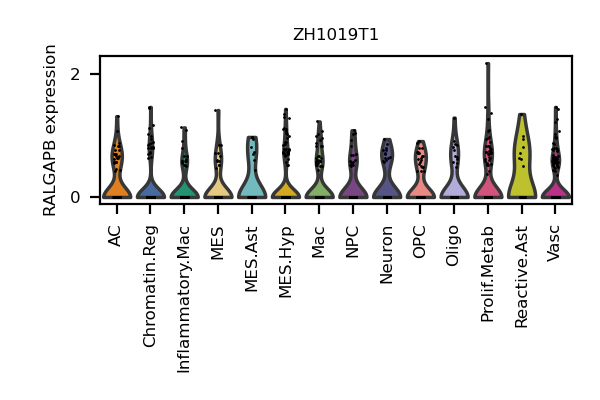 ZH1019T1
RALGAPB expression
2
0
AC
Chromatin.Reg
Inflammatory.Mac
MES
MES.Ast
MES.Hyp
Mac
NPC
Neuron
OPC
Oligo
Prolif.Metab
Reactive.Ast
Vasc